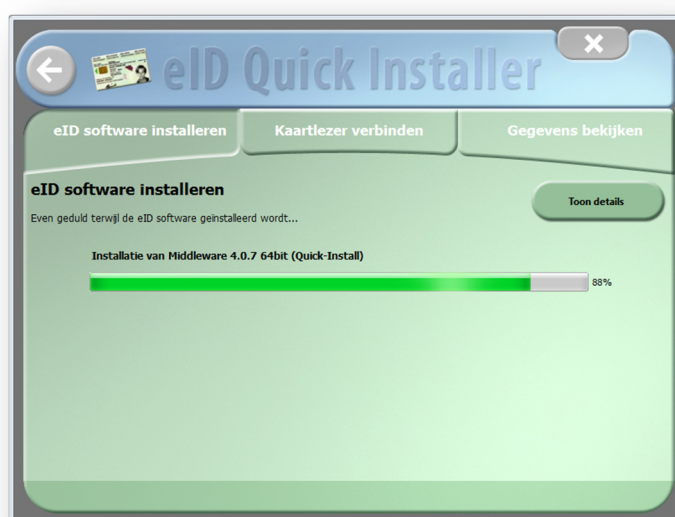 eID Quick Installer
eID software installeren
Kaartlezer verbinden
Gegevens bekijken
eID software installeren
Toon details
Even geduld terwijl de eID software geïnstalleerd wordt...
Installatie van Middleware 4.0.7 64bit (Quick-Install)
88%